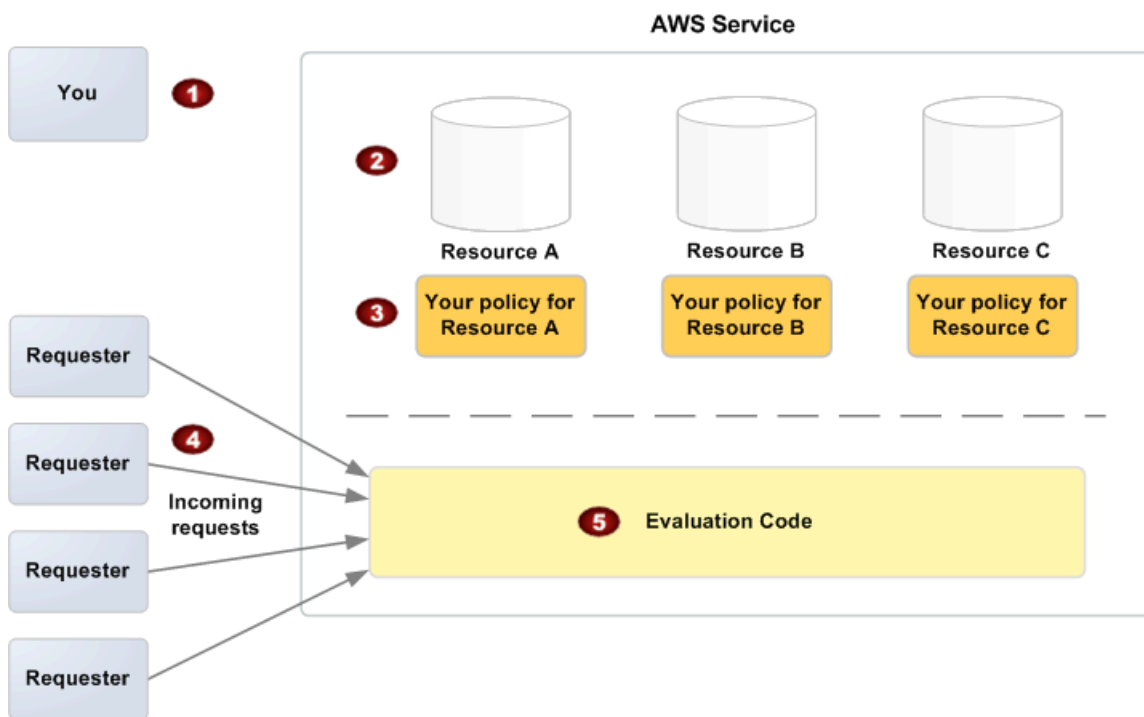 AWS Service
You
1
2
Resource A
Resource B
Resource C
3
Your policy for
Resource A
Your policy for
Resource B
Your policy for
Resource C
Requester
4
Requester
Incoming
requests
5
Evaluation Code
Requester
Requester